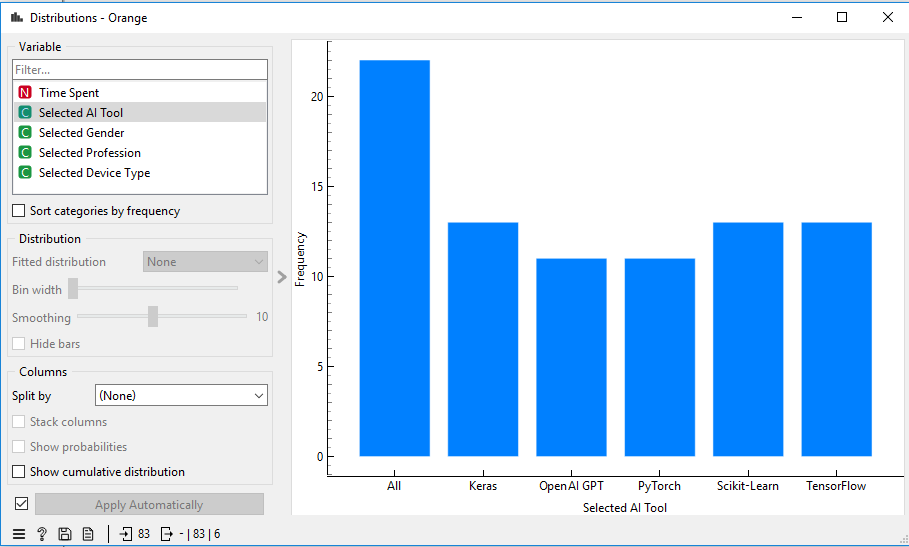 Distributions - Orange
Variable
Filter...
N Time Spent
C Selected AI Tool
C Selected Gender
C Selected Profession
C Selected Device Type
Sort categories by frequency
Distribution
Fitted distribution None
Bin width
Smoothing 10
Hide bars
Columns
Split by (None)
Stack columns
Show probabilities
Show cumulative distribution
Apply Automatically
? 83 - | 83 | 6
Frequency
20
15
10
5
0
All Keras OpenAI GPT PyTorch Scikit-Learn TensorFlow
Selected AI Tool